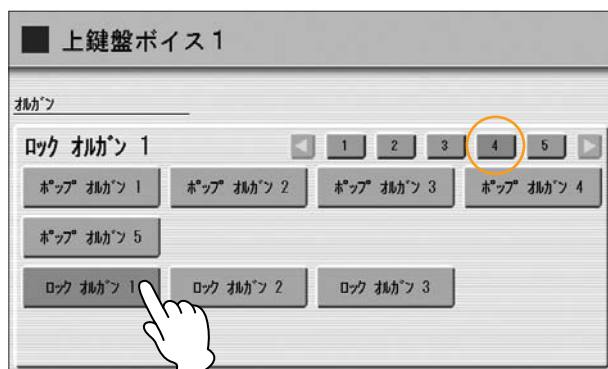 ■ 上鍵盤ボイス1
ｵﾙｶﾞﾝ
ﾛｯｸ ｵﾙｶﾞﾝ 1 1 2 3 4 5
ﾎﾟｯﾌﾟ ｵﾙｶﾞﾝ 1 ﾎﾟｯﾌﾟ ｵﾙｶﾞﾝ 2 ﾎﾟｯﾌﾟ ｵﾙｶﾞﾝ 3 ﾎﾟｯﾌﾟ ｵﾙｶﾞﾝ 4
ﾎﾟｯﾌﾟ ｵﾙｶﾞﾝ 5
ﾛｯｸ ｵﾙｶﾞﾝ 1 ﾛｯｸ ｵﾙｶﾞﾝ 2 ﾛｯｸ ｵﾙｶﾞﾝ 3